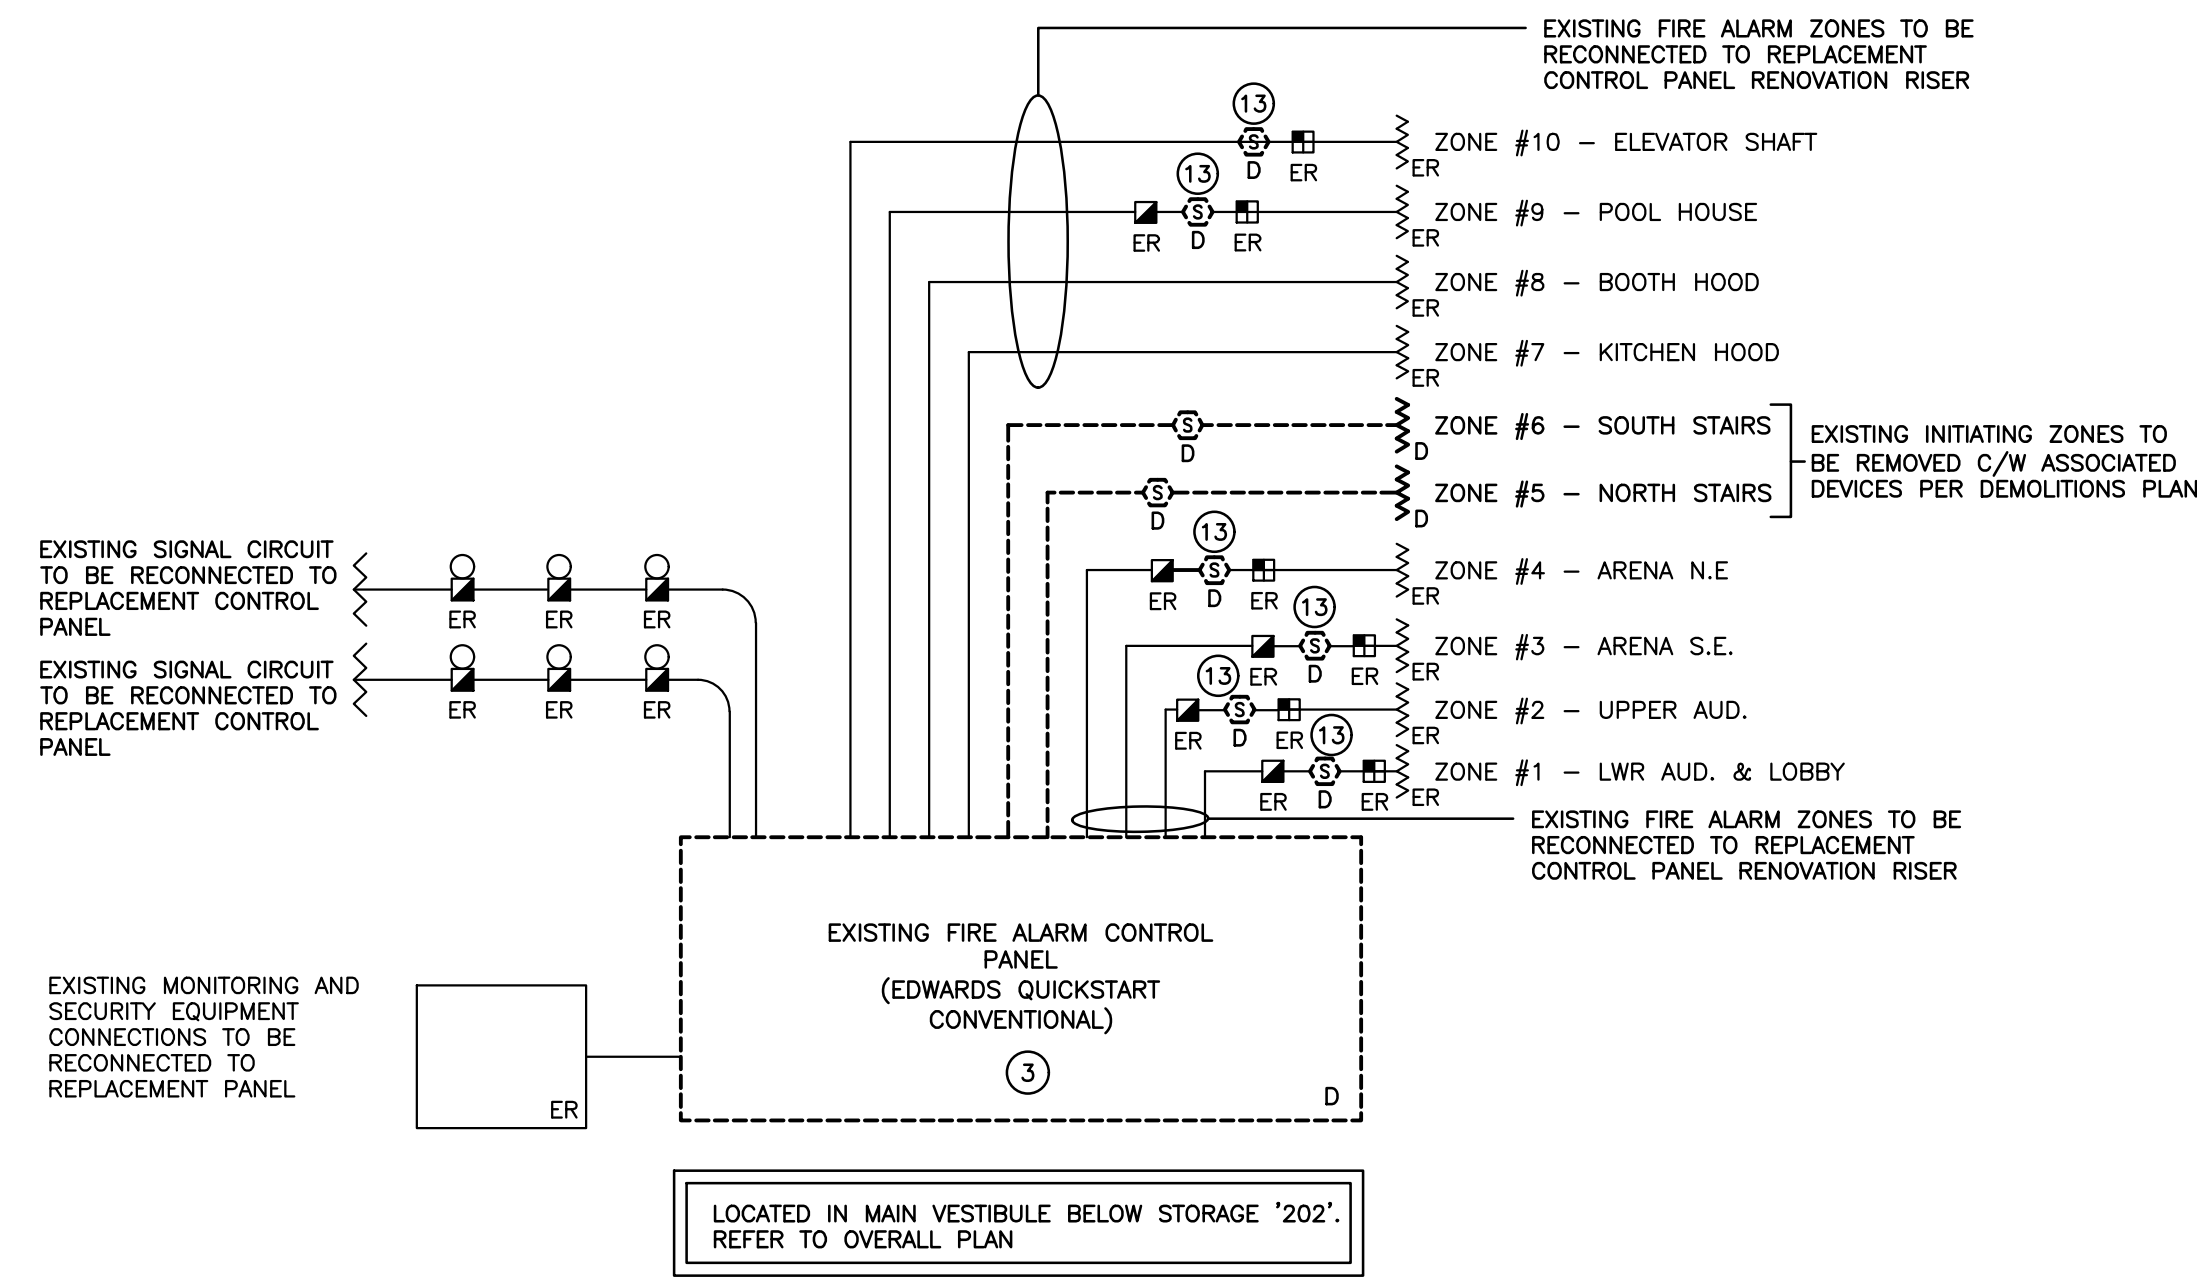 EXISTING FIRE ALARM ZONES TO BE
RECONNECTED TO REPLACEMENT
CONTROL PANEL RENOVATION RISER
13
S
D
ER
ER
ZONE #10 – ELEVATOR SHAFT
13
ER
S
D
ER
ER
ZONE #9 – POOL HOUSE
ER
ZONE #8 – BOOTH HOOD
ER
ZONE #7 – KITCHEN HOOD
S
D
D
ZONE #6 – SOUTH STAIRS
S
D
D
ZONE #5 – NORTH STAIRS
EXISTING INITIATING ZONES TO
BE REMOVED C/W ASSOCIATED
DEVICES PER DEMOLITIONS PLAN
13
ER
S
D
ER
ER
ZONE #4 – ARENA N.E
13
ER
S
D
ER
ER
ZONE #3 – ARENA S.E.
13
ER
S
D
ER
ER
ZONE #2 – UPPER AUD.
13
ER
S
D
ER
ER
ZONE #1 – LWR AUD. & LOBBY
EXISTING FIRE ALARM ZONES TO BE
RECONNECTED TO REPLACEMENT
CONTROL PANEL RENOVATION RISER
EXISTING SIGNAL CIRCUIT
TO BE RECONNECTED TO
REPLACEMENT CONTROL
PANEL
ER ER ER
EXISTING SIGNAL CIRCUIT
TO BE RECONNECTED TO
REPLACEMENT CONTROL
PANEL
ER ER ER
EXISTING FIRE ALARM CONTROL
PANEL
(EDWARDS QUICKSTART
CONVENTIONAL)
3
D
EXISTING MONITORING AND
SECURITY EQUIPMENT
CONNECTIONS TO BE
RECONNECTED TO
REPLACEMENT PANEL
ER
LOCATED IN MAIN VESTIBULE BELOW STORAGE '202'.
REFER TO OVERALL PLAN